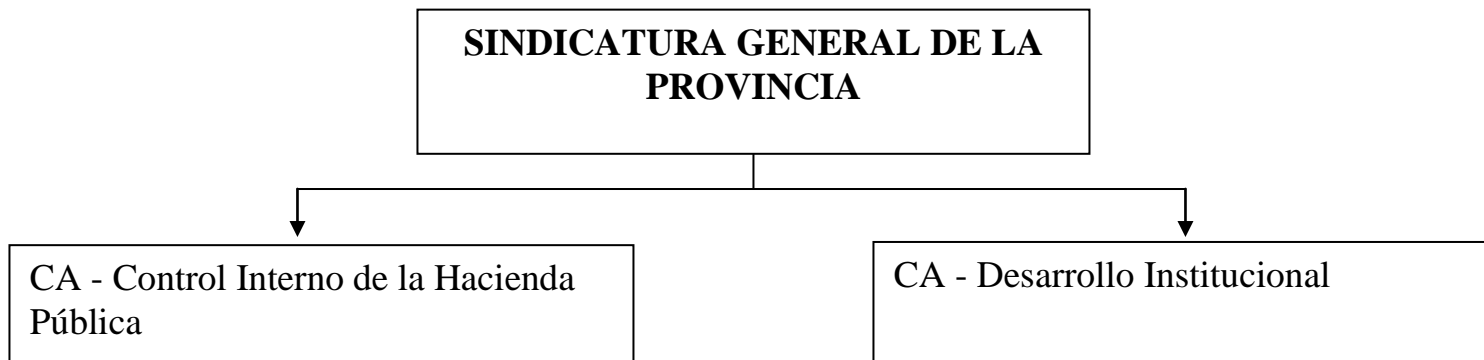 SINDICATURA GENERAL DE LA
PROVINCIA
CA - Control Interno de la Hacienda
Pública
CA - Desarrollo Institucional